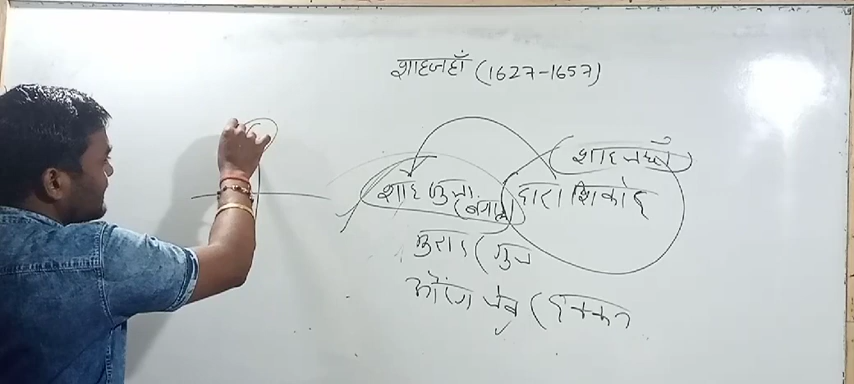 शाहजहाँ (1627-1657)
शाहजहाँ
शाह शुजा (बंगाल) दारा शिकोह
मुराद (गुज
औरंगजेब (दक्कन